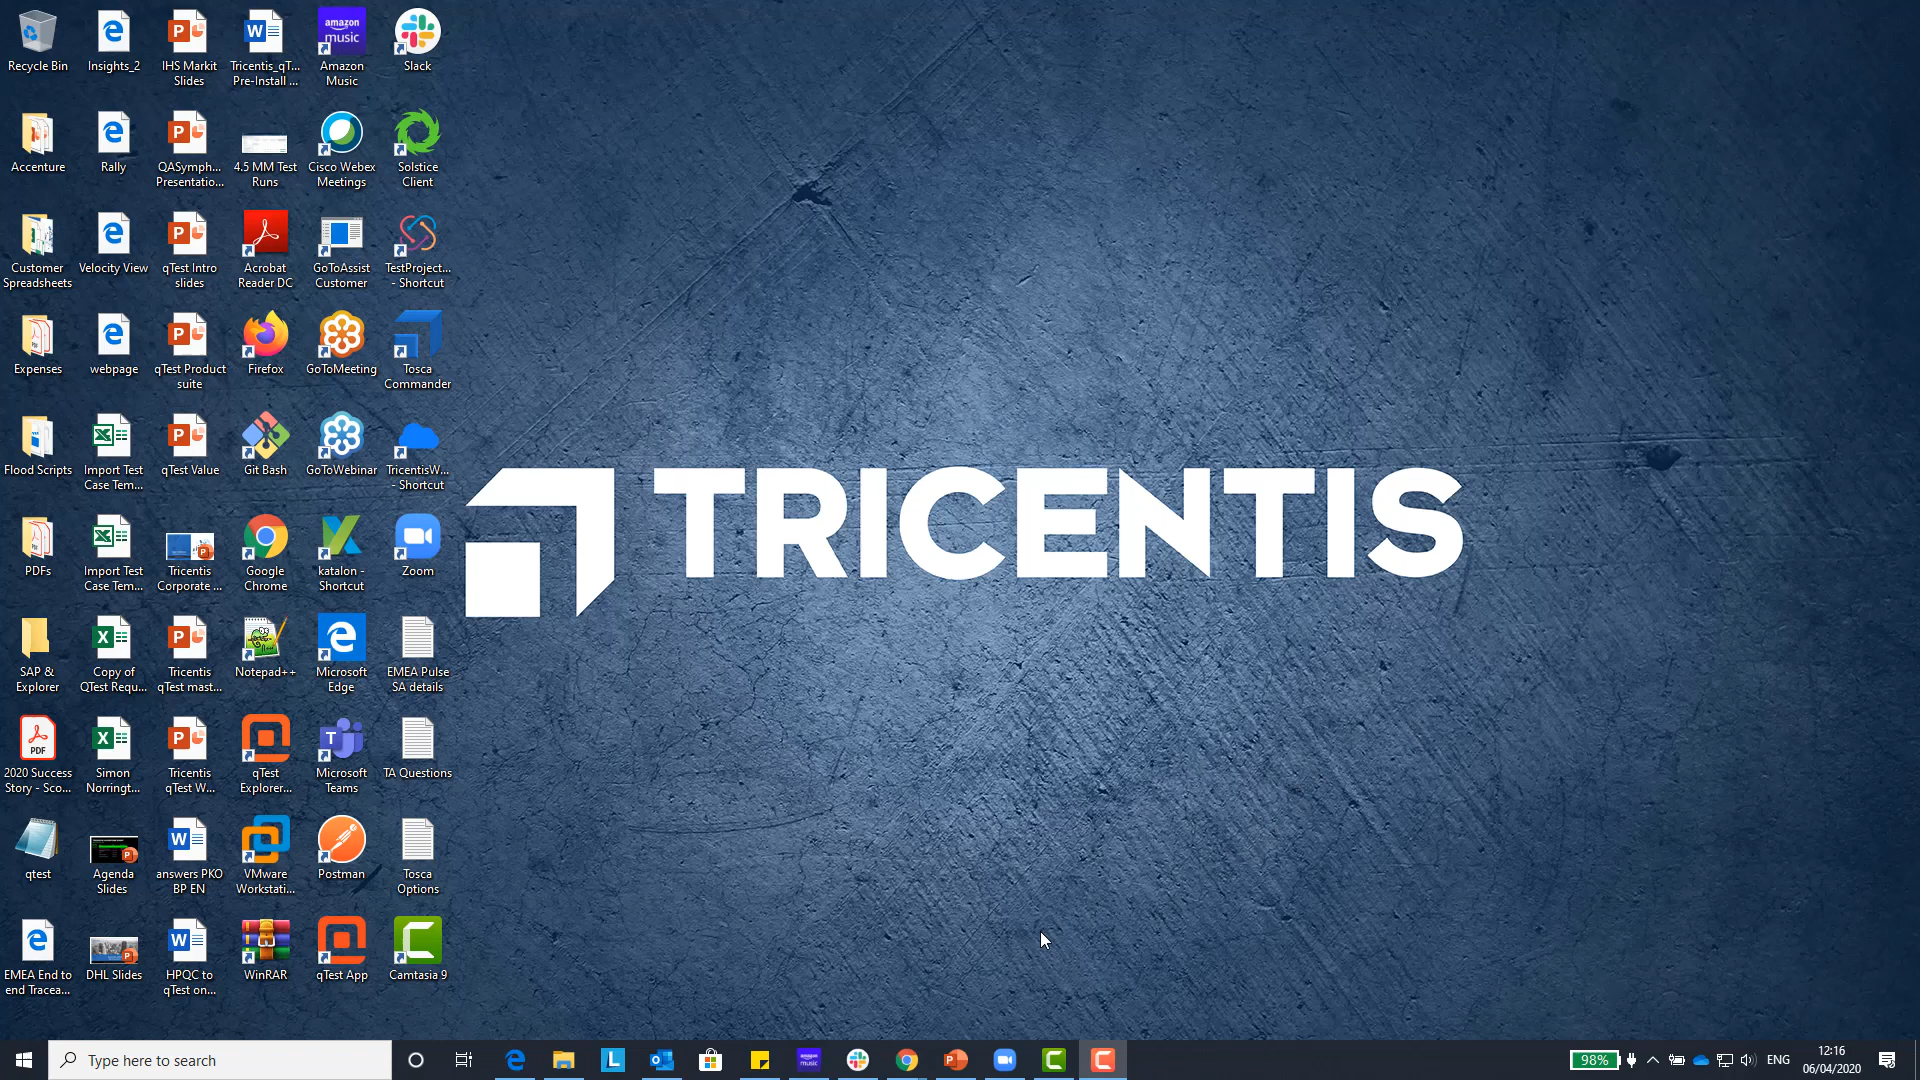 Recycle Bin
Insights_2
IHS Markit
Slides
Tricentis_qT...
Pre-Install ...
amazon
music
Amazon
Music
Slack
Accenture
Rally
QASymph...
Presentatio...
4.5 MM Test
Runs
Cisco Webex
Meetings
Solstice
Client
Customer
Spreadsheets
Velocity View
qTest Intro
slides
Acrobat
Reader DC
GoToAssist
Customer
TestProject...
- Shortcut
Expenses
webpage
qTest Product
suite
Firefox
GoToMeeting
Tosca
Commander
Flood Scripts
Import Test
Case Tem...
qTest Value
Git Bash
GoToWebinar
TricentisW...
- Shortcut
TRICENTIS
PDFs
Import Test
Case Tem...
Tricentis
Corporate ...
Google
Chrome
katalon -
Shortcut
Zoom
SAP &
Explorer
Copy of
QTest Requ...
Tricentis
qTest mast...
Notepad++
Microsoft
Edge
EMEA Pulse
SA details
PDF
2020 Success
Story - Sco...
Simon
Norringt...
Tricentis
qTest W...
qTest
Explorer...
Microsoft
Teams
TA Questions
qtest
Agenda
Slides
answers PKO
BP EN
VMware
Workstati...
Postman
Tosca
Options
EMEA End to
end Tracea...
DHL Slides
HPQC to
qTest on...
WinRAR
qTest App
Camtasia 9
Type here to search
98%
ENG
12:16
06/04/2020